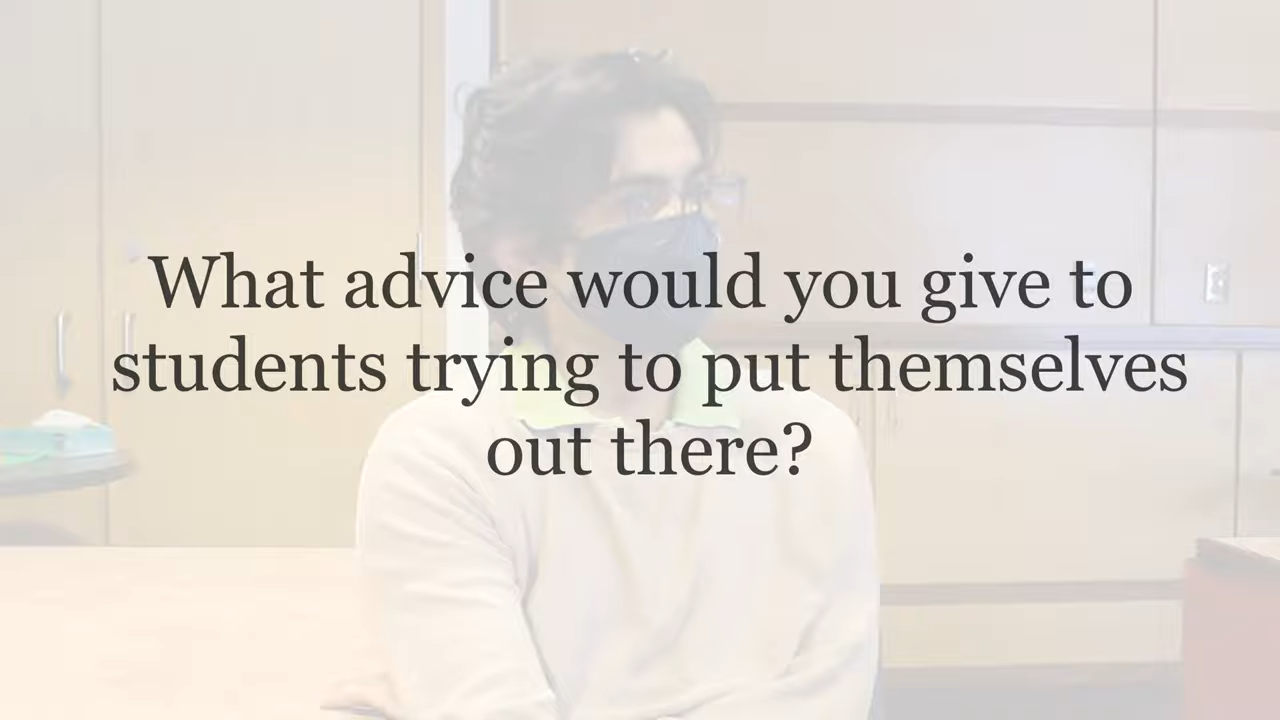 What advice would you give to
students trying to put themselves
out there?